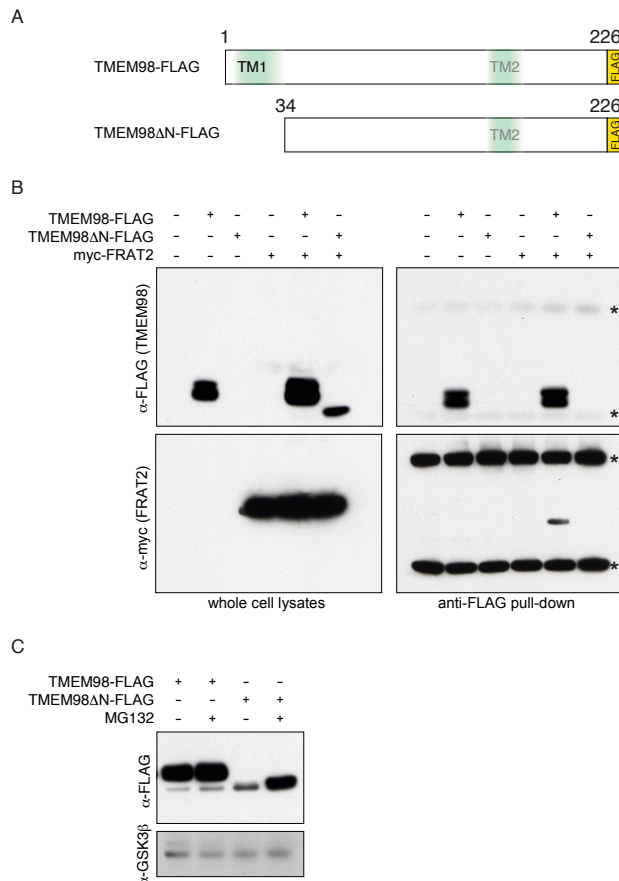 A
1 226
TMEM98-FLAG TM1 TM2 FLAG
34 226
TMEM98ΔN-FLAG TM2 FLAG
B
TMEM98-FLAG – + – – + – – + – – + –
TMEM98ΔN-FLAG – – + – – + – – + – – +
myc-FRAT2 – – – + + + – – – + + +
α-FLAG (TMEM98)
*
*
α-myc (FRAT2)
*
*
whole cell lysates anti-FLAG pull-down
C
TMEM98-FLAG + + – –
TMEM98ΔN-FLAG – – + +
MG132 – + – +
α-FLAG
α-GSK3β